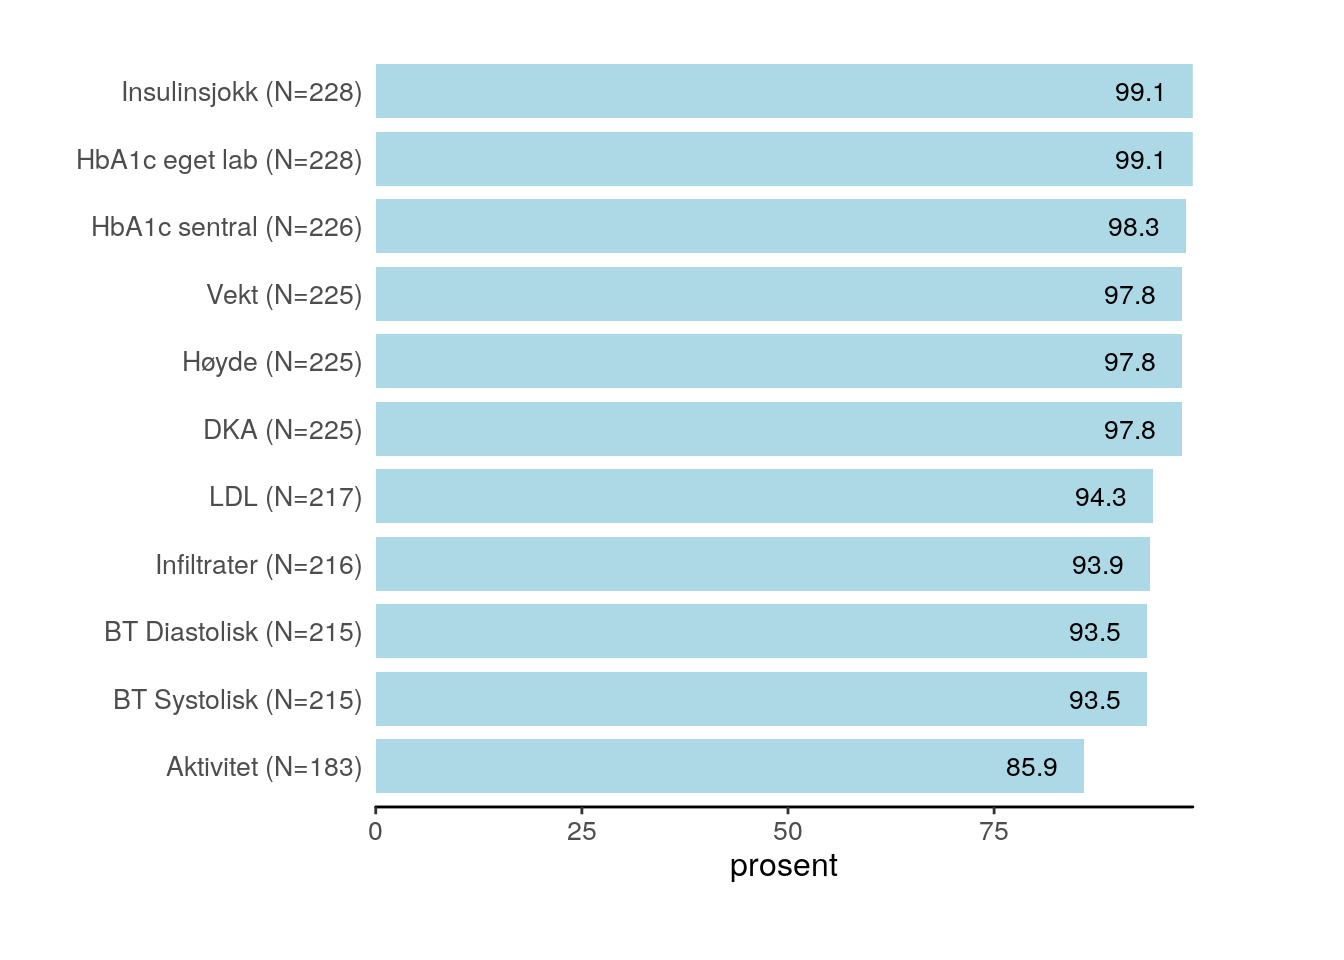 Insulinsjokk (N=228) 99.1
HbA1c eget lab (N=228) 99.1
HbA1c sentral (N=226) 98.3
Vekt (N=225) 97.8
Høyde (N=225) 97.8
DKA (N=225) 97.8
LDL (N=217) 94.3
Infiltrater (N=216) 93.9
BT Diastolisk (N=215) 93.5
BT Systolisk (N=215) 93.5
Aktivitet (N=183) 85.9
0 25 50 75
prosent